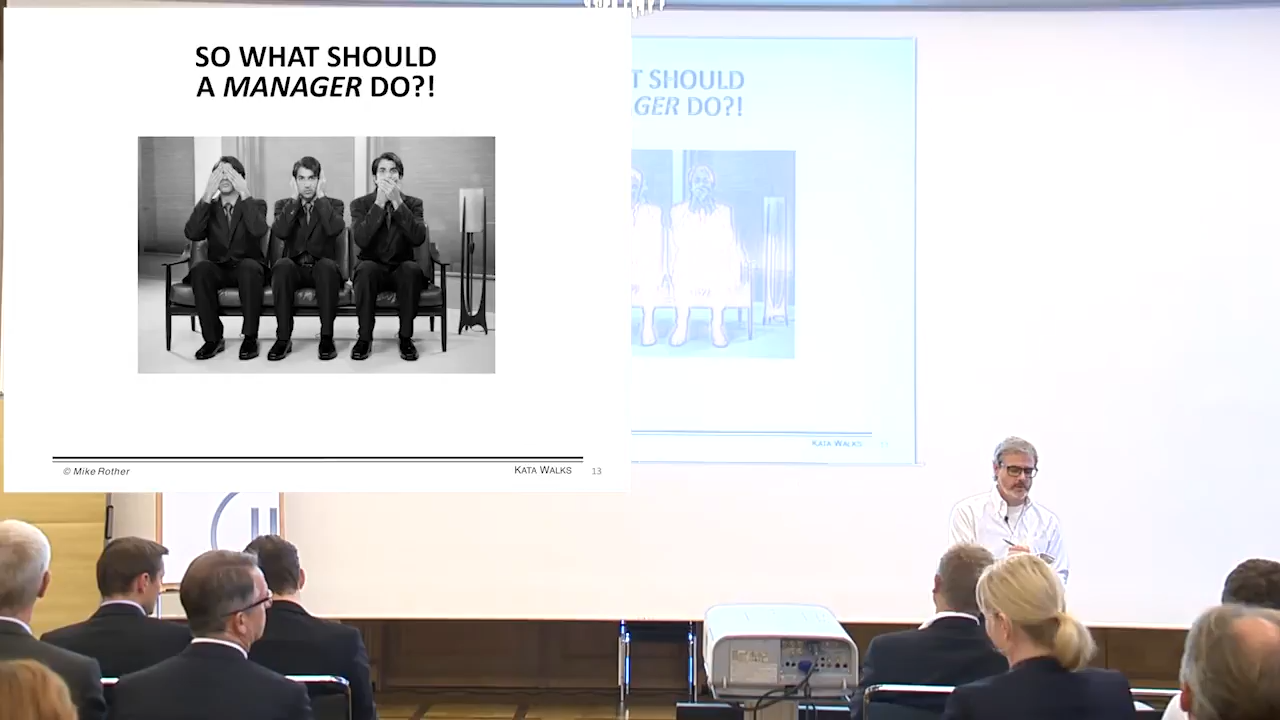 SO WHAT SHOULD
A MANAGER DO?!
© Mike Rother
KATA WALKS
13
T SHOULD
GER DO?!
KATA WALKS